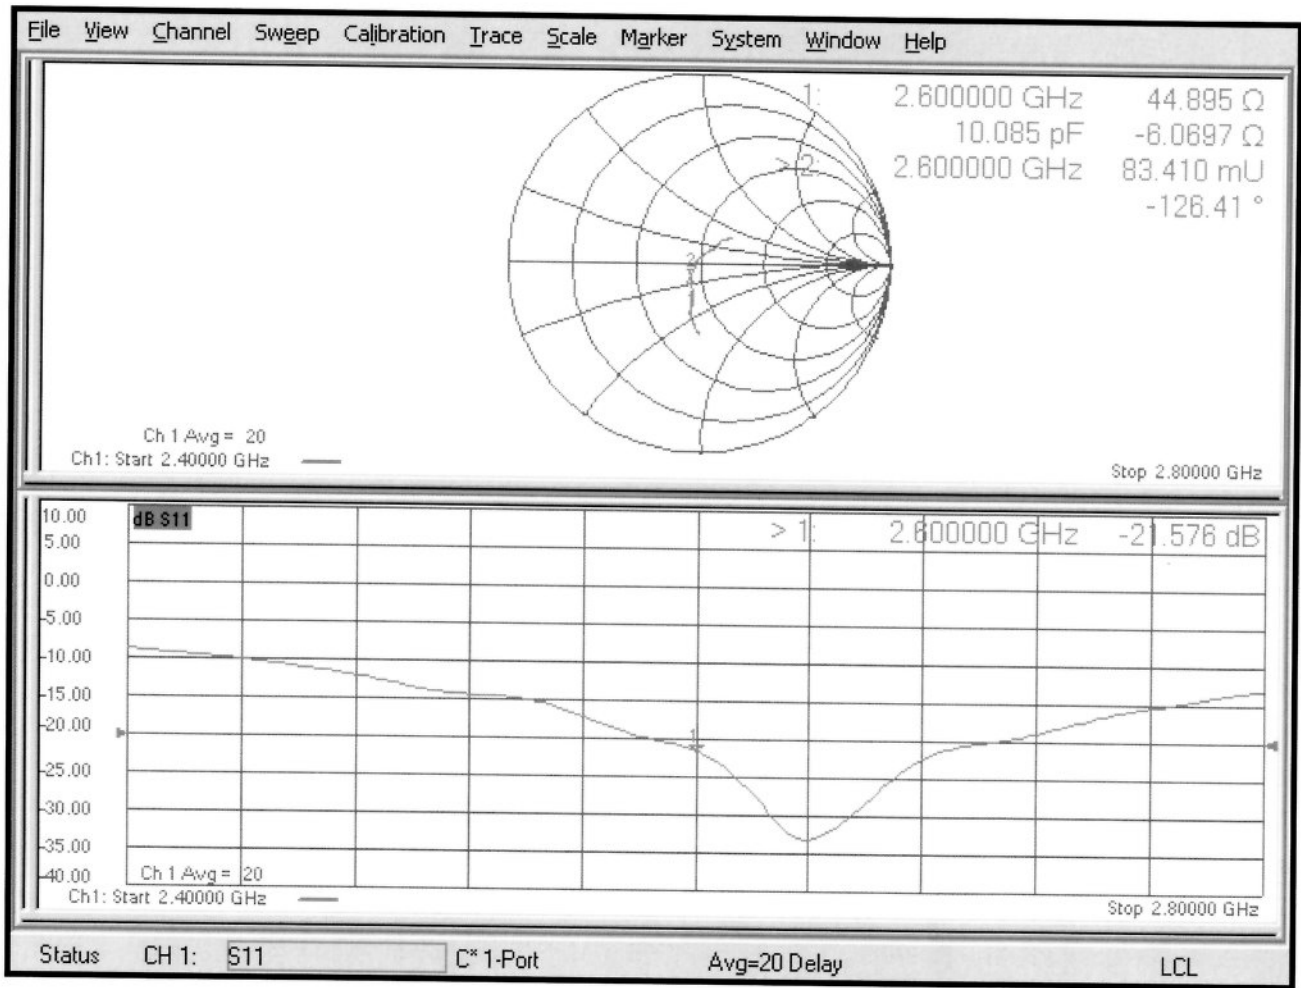 File View Channel Sweep Calibration Trace Scale Marker System Window Help
1: 2.600000 GHz 44.895 Ω
10.085 pF -6.0697 Ω
> 2: 2.600000 GHz 83.410 mU
-126.41 °
2
1
Ch 1 Avg = 20
Ch1: Start 2.40000 GHz
Stop 2.80000 GHz
10.00
dB S11
> 1: 2.600000 GHz -21.576 dB
5.00
0.00
-5.00
-10.00
-15.00
-20.00
1
-25.00
-30.00
-35.00
-40.00
Ch 1 Avg = 20
Ch1: Start 2.40000 GHz
Stop 2.80000 GHz
Status CH 1: S11 C* 1-Port Avg=20 Delay LCL